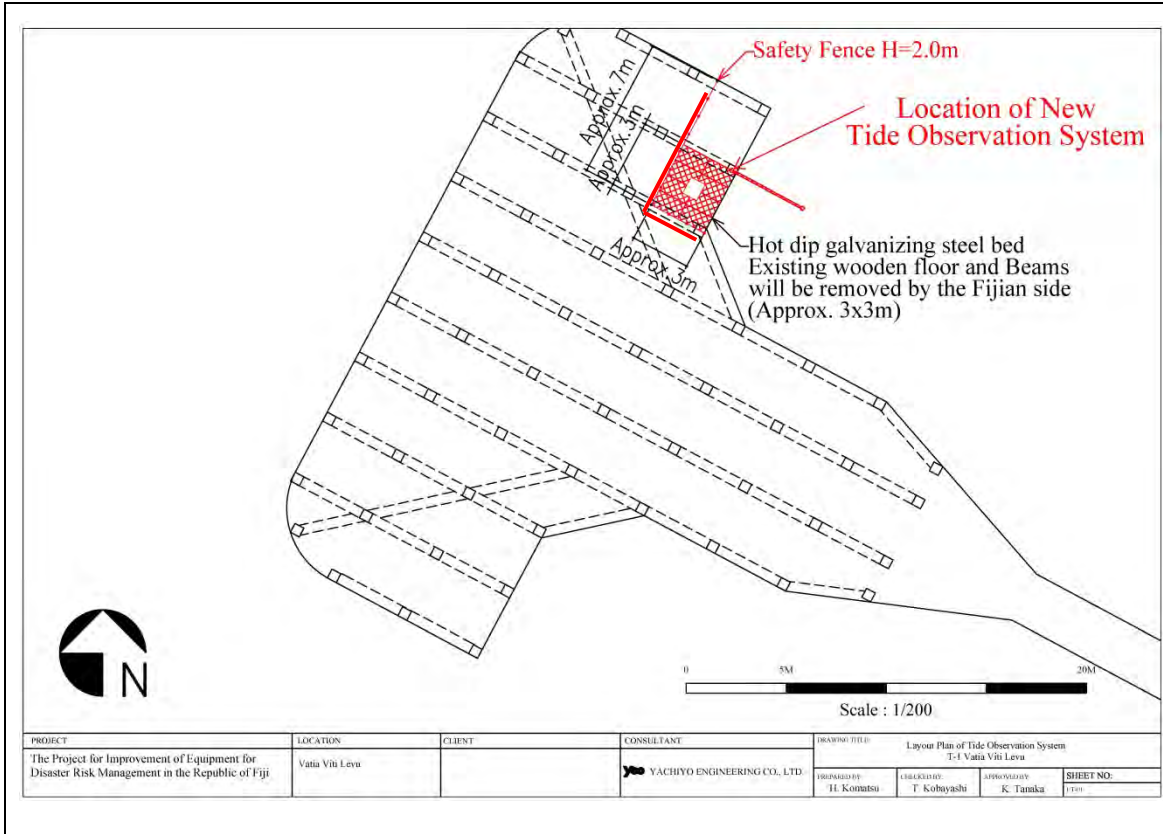 Safety Fence H=2.0m
Approx.7m
Approx.3m
Location of New
Tide Observation System
Approx.3m
Hot dip galvanizing steel bed
Existing wooden floor and Beams
will be removed by the Fijian side
(Approx. 3x3m)
N
0 5M 20M
Scale : 1/200
PROJECT
The Project for Improvement of Equipment for
Disaster Risk Management in the Republic of Fiji
LOCATION
Vatia Viti Levu
CLIENT
CONSULTANT
yeo YACHIYO ENGINEERING CO., LTD.
DRAWING TITLE:
Layout Plan of Tide Observation System
T-1 Vatia Viti Levu
PREPARED BY:
H. Komatsu
CHECKED BY:
T. Kobayashi
APPROVED BY:
K. Tanaka
SHEET NO: